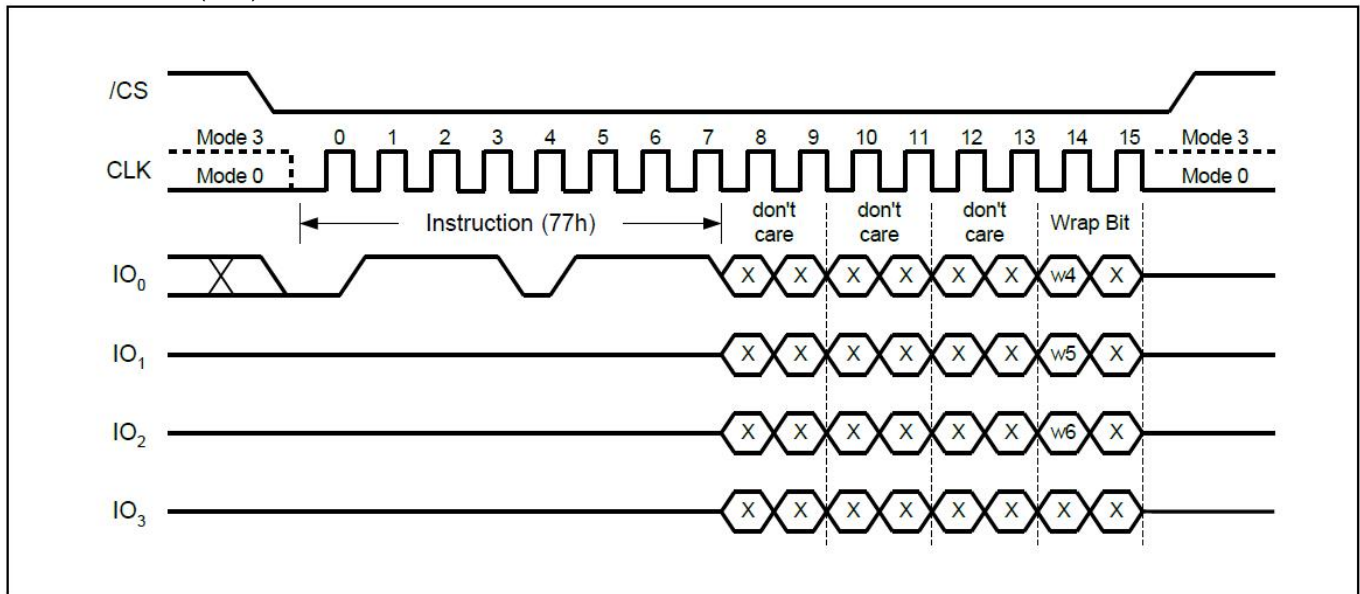 /CS
Mode 3 0 1 2 3 4 5 6 7 8 9 10 11 12 13 14 15 Mode 3
CLK Mode 0 Mode 0
Instruction (77h) don't care don't care don't care Wrap Bit
IO0 X X X X X X w4 X
IO1 X X X X X X w5 X
IO2 X X X X X X w6 X
IO3 X X X X X X X X